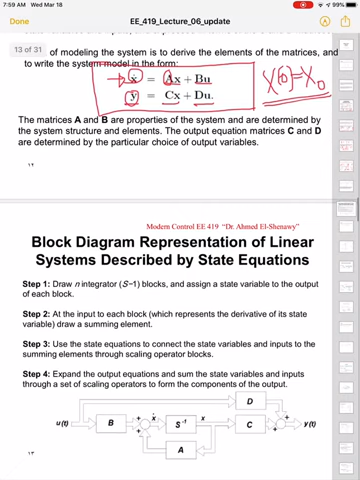 7:59 AM Wed Mar 18
99%
Done
EE_419_Lecture_06_update
13 of 31
of modeling the system is to derive the elements of the matrices, and
to write the system model in the form:
ẋ = Ax + Bu
y = Cx + Du.
X(0)=X₀
The matrices A and B are properties of the system and are determined by
the system structure and elements. The output equation matrices C and D
are determined by the particular choice of output variables.
١٢
Modern Control EE 419 "Dr. Ahmed El-Shenawy"
Block Diagram Representation of Linear
Systems Described by State Equations
Step 1: Draw n integrator (S−1) blocks, and assign a state variable to the output
of each block.
Step 2: At the input to each block (which represents the derivative of its state
variable) draw a summing element.
Step 3: Use the state equations to connect the state variables and inputs to the
summing elements through scaling operator blocks.
Step 4: Expand the output equations and sum the state variables and inputs
through a set of scaling operators to form the components of the output.
D
u(t) B + + ẋ S⁻¹ x C + + y(t)
A
١٣